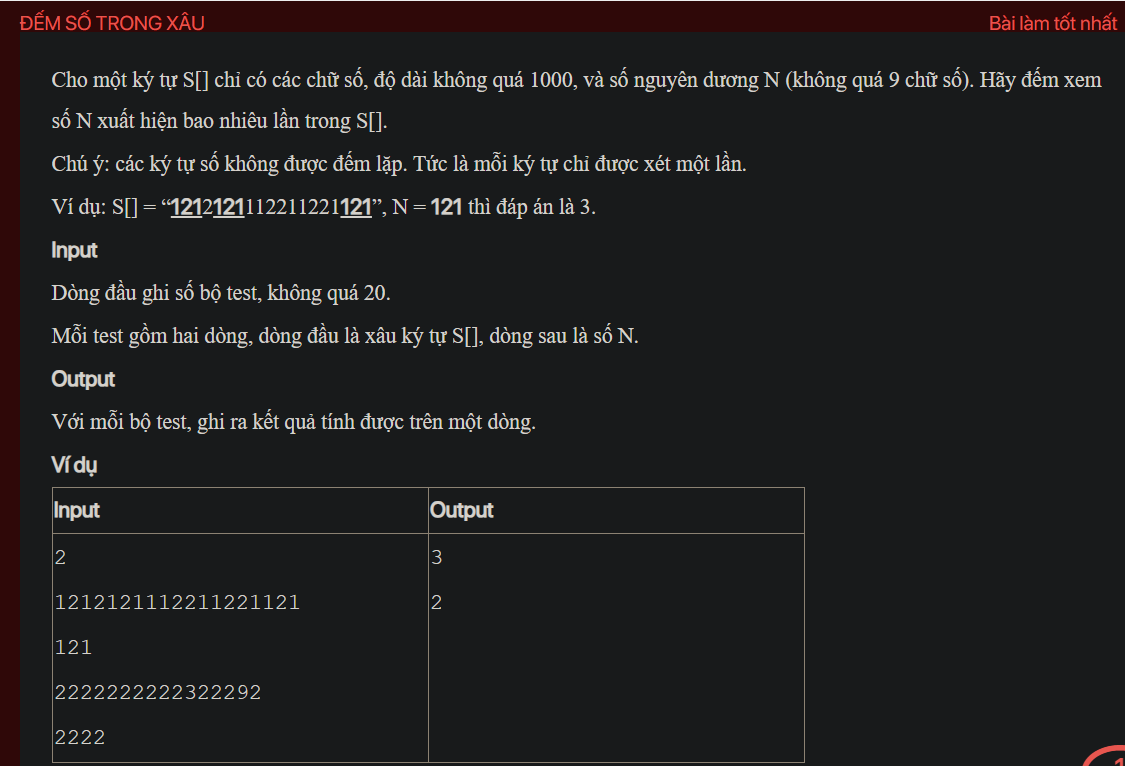 ĐẾM SỐ TRONG XÂU
Bài làm tốt nhất
Cho một ký tự S[] chỉ có các chữ số, độ dài không quá 1000, và số nguyên dương N (không quá 9 chữ số). Hãy đếm xem
số N xuất hiện bao nhiêu lần trong S[].
Chú ý: các ký tự số không được đếm lặp. Tức là mỗi ký tự chỉ được xét một lần.
Ví dụ: S[] = “1212121112211221121”, N = 121 thì đáp án là 3.
Input
Dòng đầu ghi số bộ test, không quá 20.
Mỗi test gồm hai dòng, dòng đầu là xâu ký tự S[], dòng sau là số N.
Output
Với mỗi bộ test, ghi ra kết quả tính được trên một dòng.
Ví dụ
Input Output
2 3
1212121112211221121 2
121
2222222222322292
2222